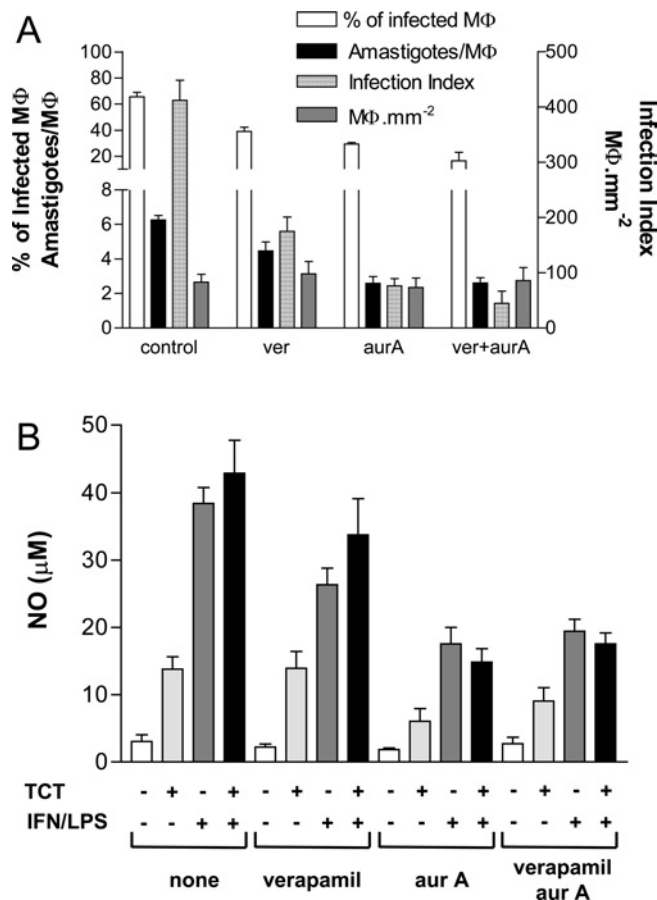 A
% of infected MΦ
Amastigotes/MΦ
Infection Index
MΦ.mm⁻²
% of Infected MΦ
Amastigotes/MΦ
100
80
60
40
20
8
6
4
2
0
500
400
300
200
100
0
Infection Index
MΦ.mm⁻²
control ver aurA ver+aurA
B
NO (µM)
50
40
30
20
10
0
TCT - + - + - + - + - + - + - + - +
IFN/LPS - - + + - - + + - - + + - - + +
none verapamil aur A verapamil
aur A